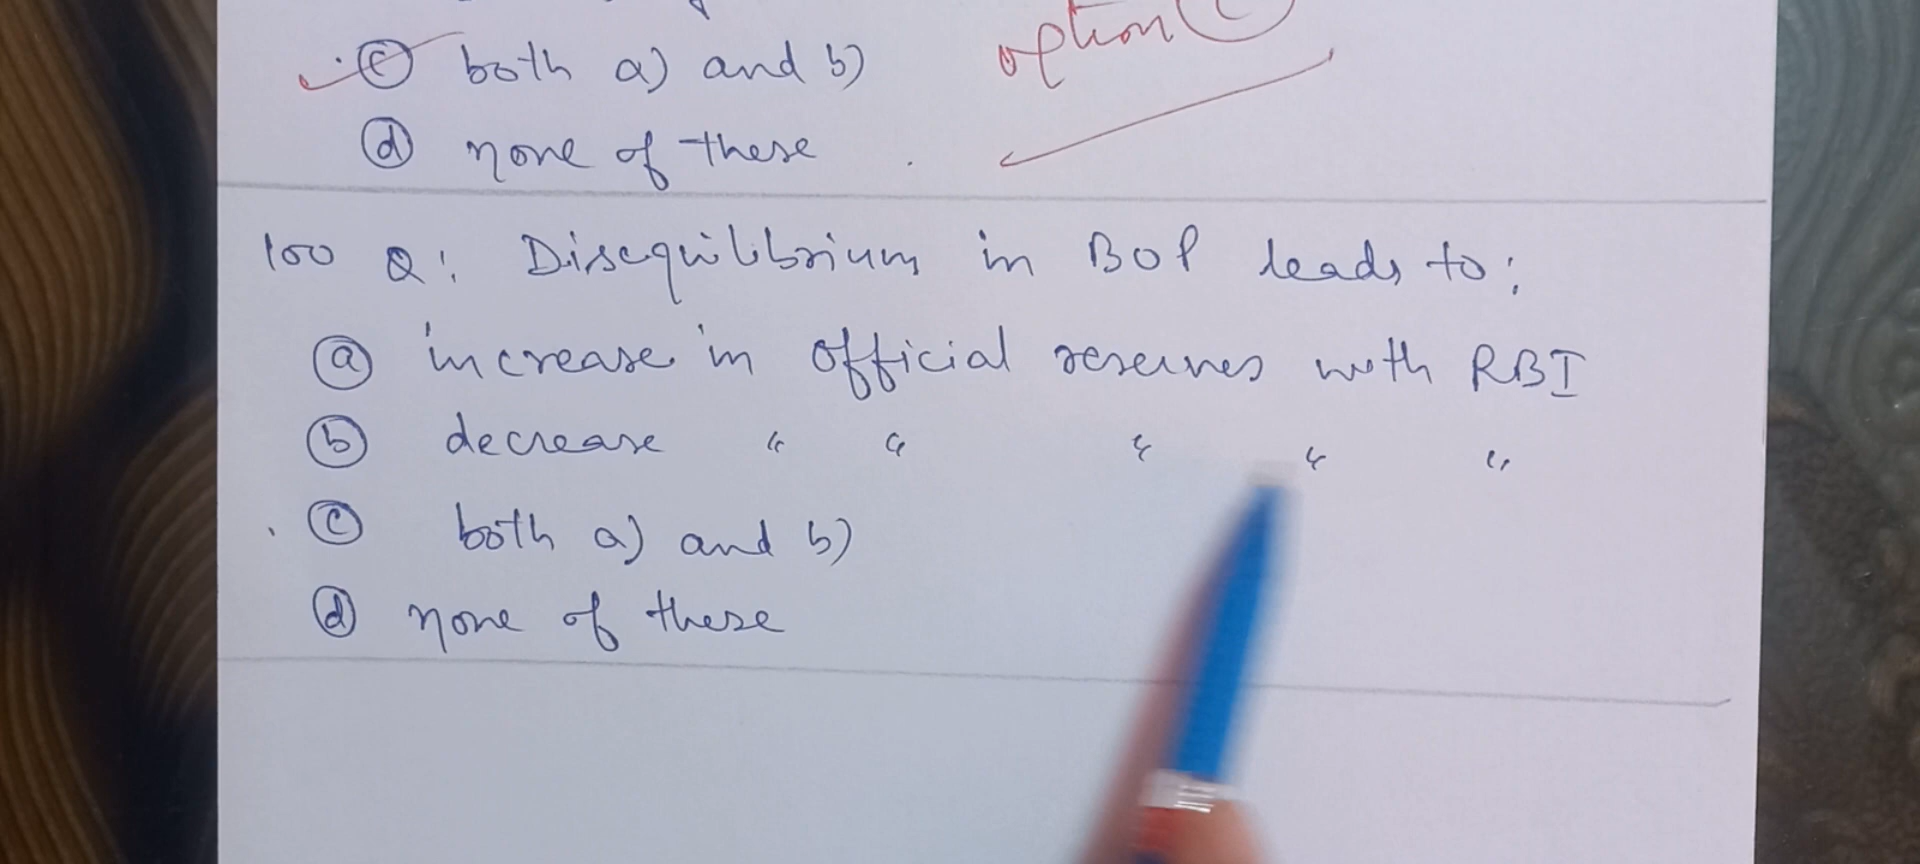 option C
C both a) and b)
d none of these
100 Q: Disequilibrium in BOP leads to:
a increase in official reserves with RBI
b decrease " " " " "
c both a) and b)
d none of these